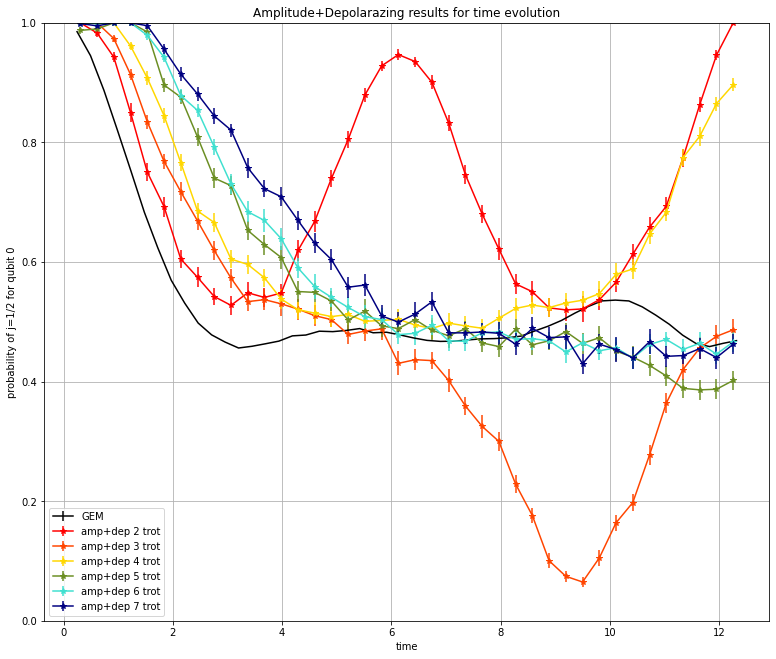 Amplitude+Depolarazing results for time evolution
probability of J=1/2 for qubit 0
1.0
0.8
0.6
0.4
0.2
0.0
GEM
amp+dep 2 trot
amp+dep 3 trot
amp+dep 4 trot
amp+dep 5 trot
amp+dep 6 trot
amp+dep 7 trot
0 2 4 6 8 10 12
time